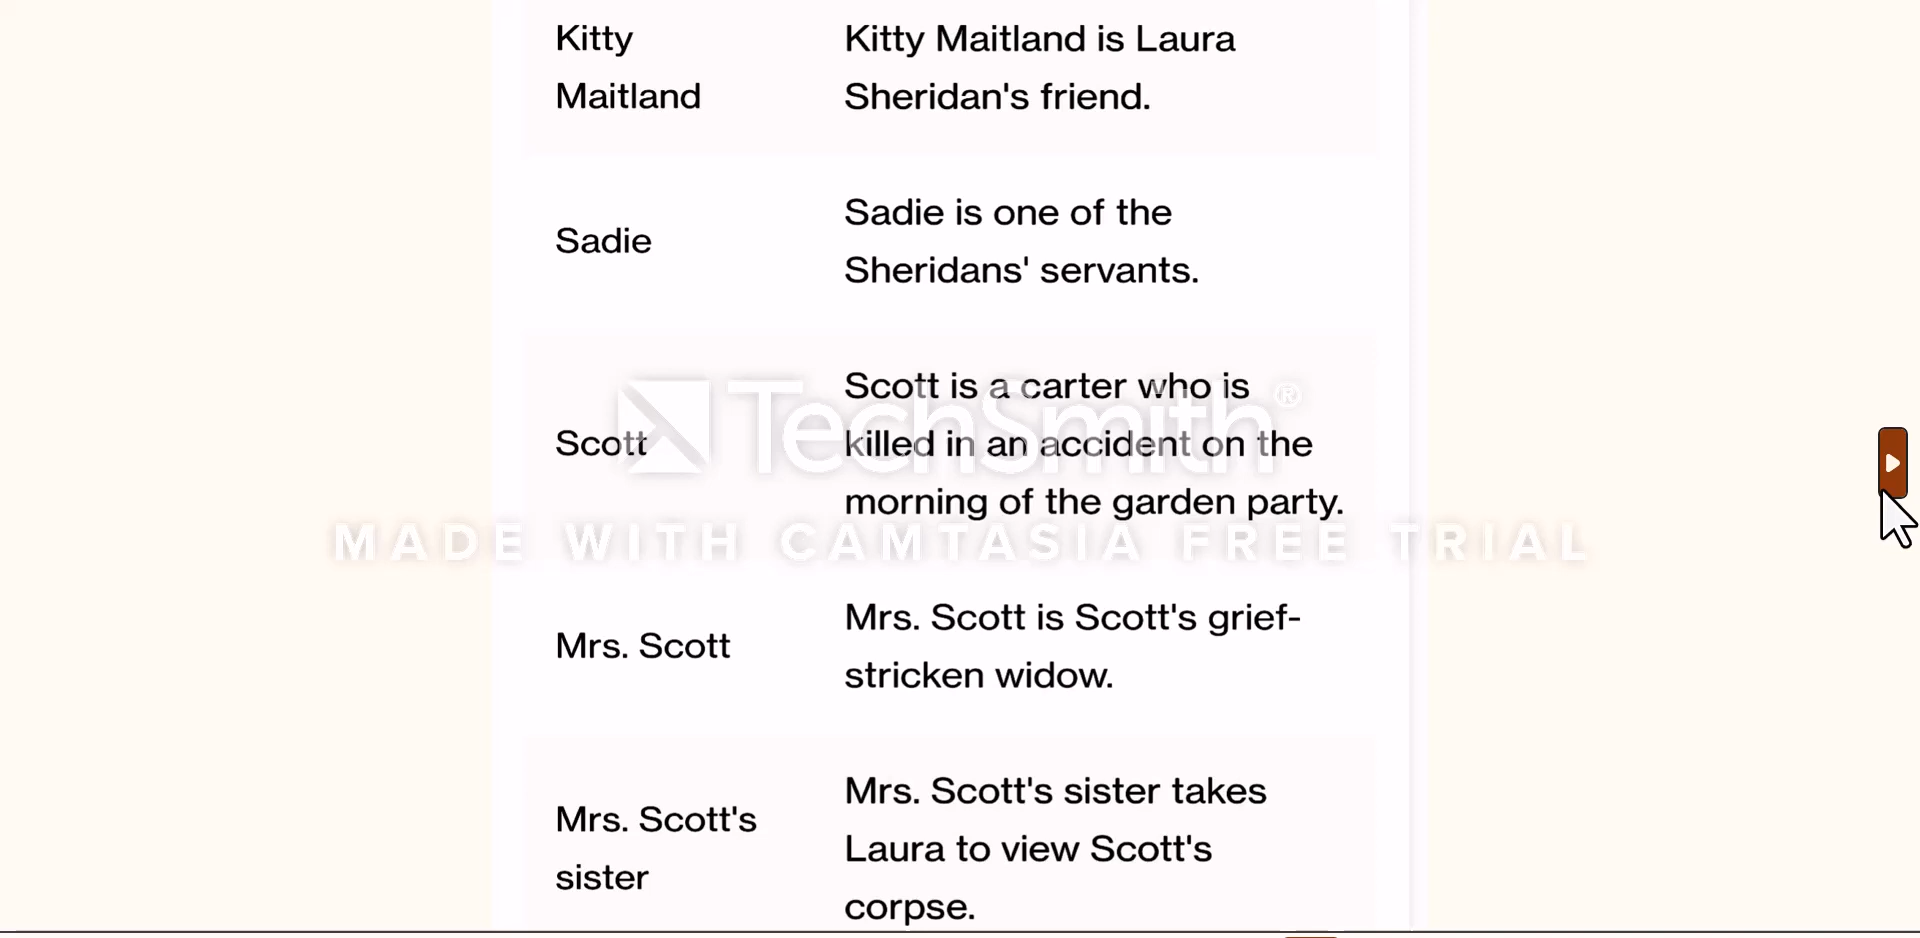 Kitty
Maitland
Kitty Maitland is Laura
Sheridan's friend.
Sadie
Sadie is one of the
Sheridans' servants.
Scott
Scott is a carter who is
killed in an accident on the
morning of the garden party.
TechSmith®
MADE WITH CAMTASIA FREE TRIAL
Mrs. Scott
Mrs. Scott is Scott's grief-
stricken widow.
Mrs. Scott's
sister
Mrs. Scott's sister takes
Laura to view Scott's
corpse.